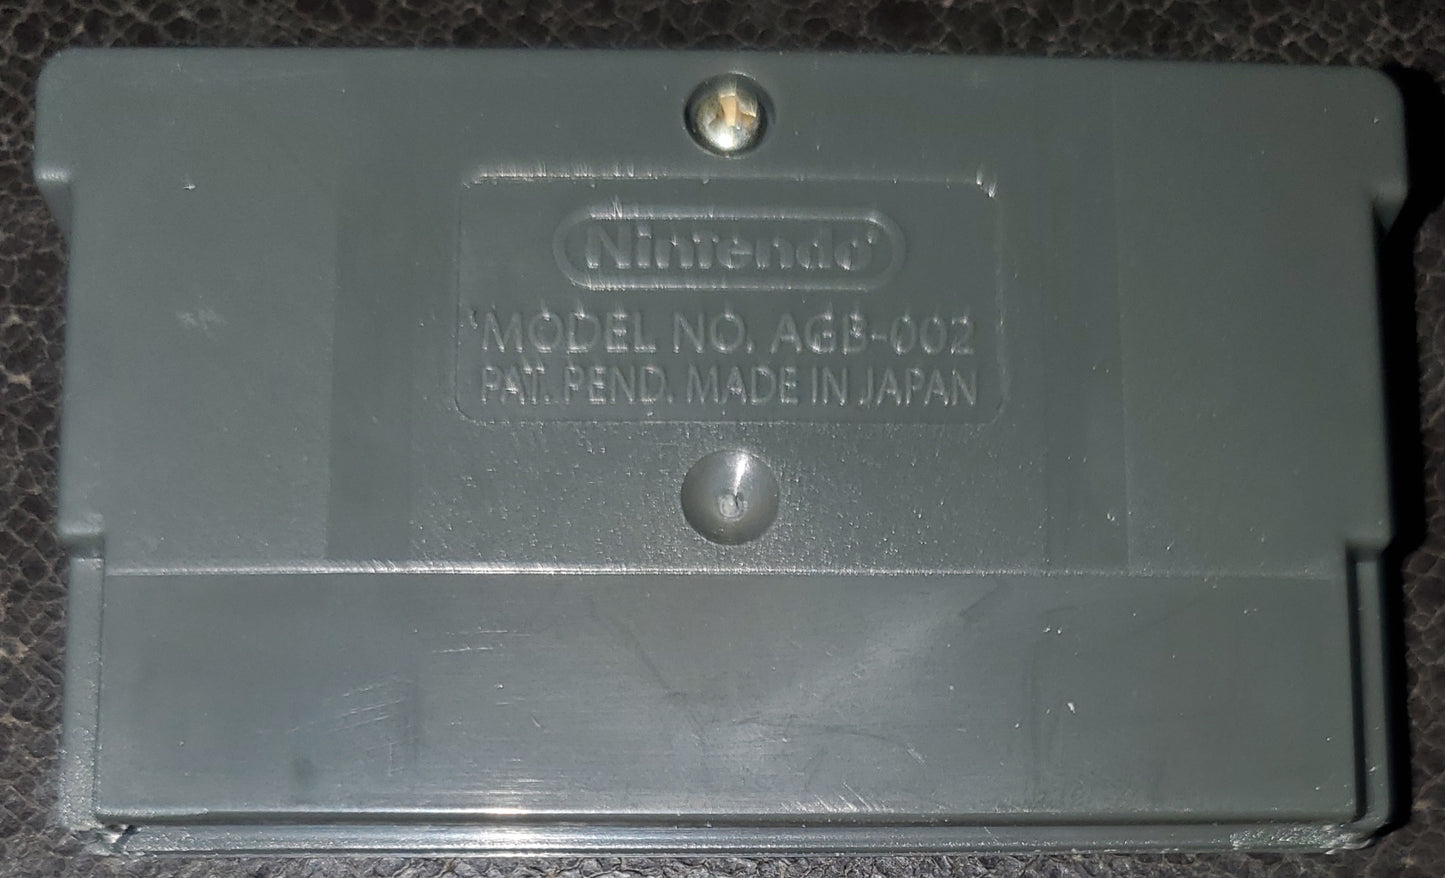 Nintendo®
MODEL NO. AGB-002
PAT. PEND. MADE IN JAPAN